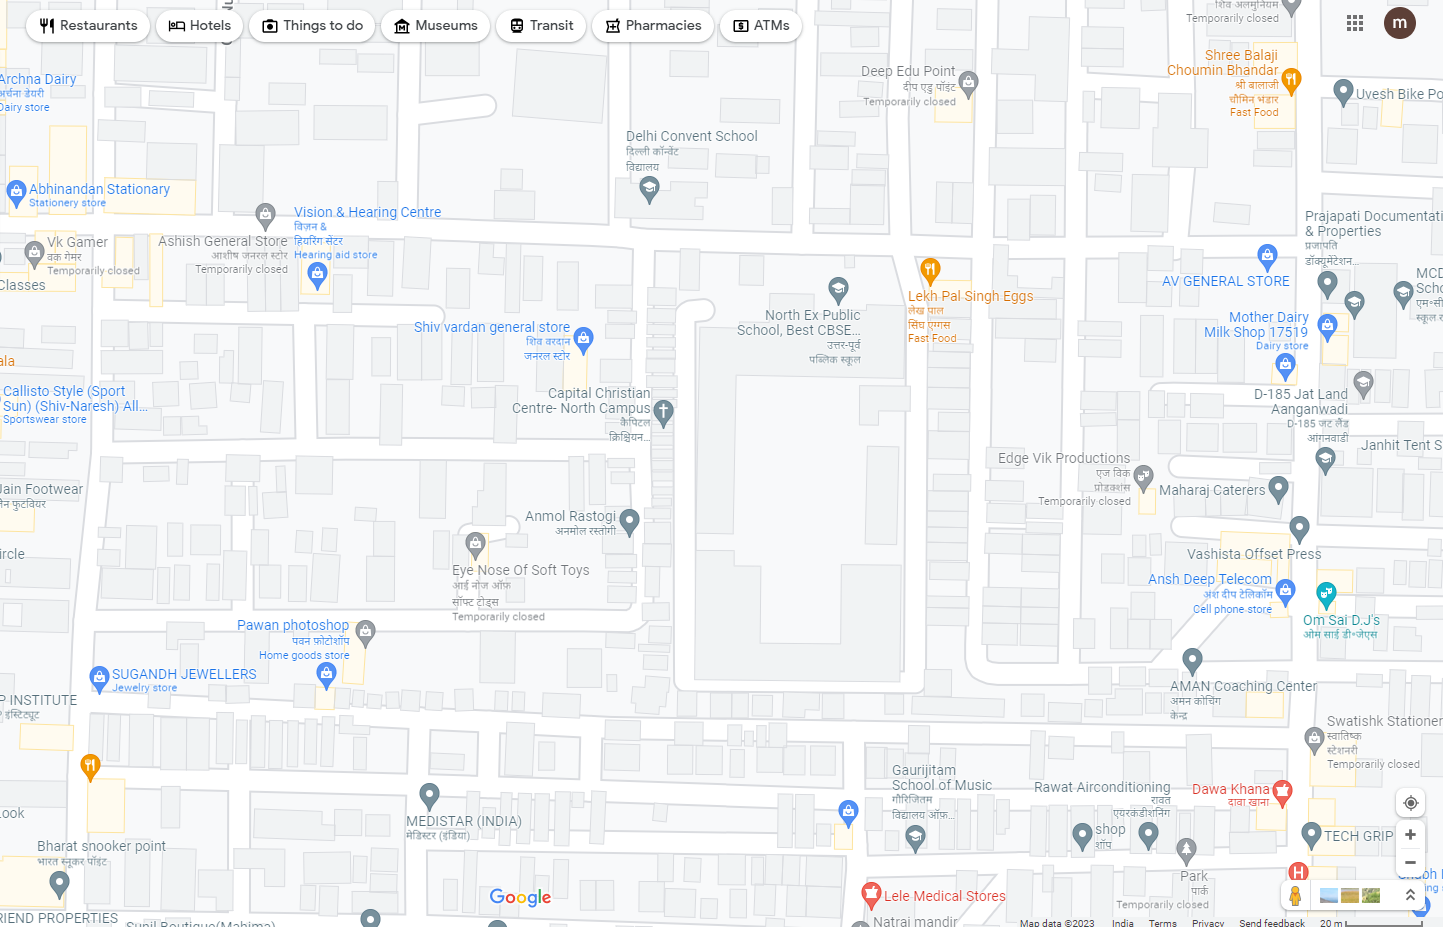 Restaurants
Hotels
Things to do
Museums
Transit
Pharmacies
ATMs
m
शिव अलमुनियम
Temporarily closed
Archna Dairy
अर्चना डेयरी
Dairy store
Deep Edu Point
दीप एडु पॉइंट
Temporarily closed
Shree Balaji
Choumin Bhandar
श्री बालाजी
चौमिन भंडार
Fast Food
Uvesh Bike Po
Delhi Convent School
दिल्ली कॉन्वेंट
विद्यालय
Abhinandan Stationary
Stationery store
Vision & Hearing Centre
विज़न &
हियरिंग सेंटर
Hearing aid store
Vk Gamer
वक गेमर
Temporarily closed
Ashish General Store
आशीष जनरल स्टोर
Temporarily closed
Classes
Prajapati Documentati
& Properties
प्रजापति
डॉक्यूमेंटेशन...
AV GENERAL STORE
MCD
Scho
एम॰सी
स्कूल र
Lekh Pal Singh Eggs
लेख पाल
सिंघ एग्गस
Fast Food
North Ex Public
School, Best CBSE...
उत्तर-पूर्व
पब्लिक स्कूल
Mother Dairy
Milk Shop 17519
Dairy store
Shiv vardan general store
शिव वरदान
जनरल स्टोर
ala
Callisto Style (Sport
Sun) (Shiv-Naresh) All...
Sportswear store
Capital Christian
Centre- North Campus
कैपिटल
क्रिश्चियन...
D-185 Jat Land
Aanganwadi
D-185 जट लैंड
आंगनवाडी
Janhit Tent S
Edge Vik Productions
एज विक
प्रोडक्शंस
Temporarily closed
Maharaj Caterers
Jain Footwear
जैन फुटवियर
Anmol Rastogi
अनमोल रस्तोगी
ircle
Vashista Offset Press
Eye Nose Of Soft Toys
आई नोज ऑफ़
सॉफ्ट टोइस
Temporarily closed
Ansh Deep Telecom
अंश दीप टेलिकॉम
Cell phone store
Om Sai D.J's
ओम साई डी॰जेएस
Pawan photoshop
पवन फ़ोटोशॉप
Home goods store
SUGANDH JEWELLERS
Jewelry store
P INSTITUTE
इंस्टिट्यूट
AMAN Coaching Center
अमन कोचिंग
केन्द्र
Swatishk Stationer
स्वातिष्क
स्टेशनरी
Temporarily closed
Gaurijitam
School of Music
गौरिजितम
विद्यालय ऑफ़...
Rawat Airconditioning
रावत
एयरकंडीशनिंग
Dawa Khana
दावा खाना
Look
MEDISTAR (INDIA)
मेडिस्टर (इंडिया)
shop
शॉप
TECH GRIP
Bharat snooker point
भारत स्नूकर पॉइंट
Park
पार्क
Temporarily closed
H
Google
Lele Medical Stores
RIEND PROPERTIES
Sunil Boutique(Mahima)
Natraj mandir
Map data ©2023
India
Terms
Privacy
Send feedback
20 m